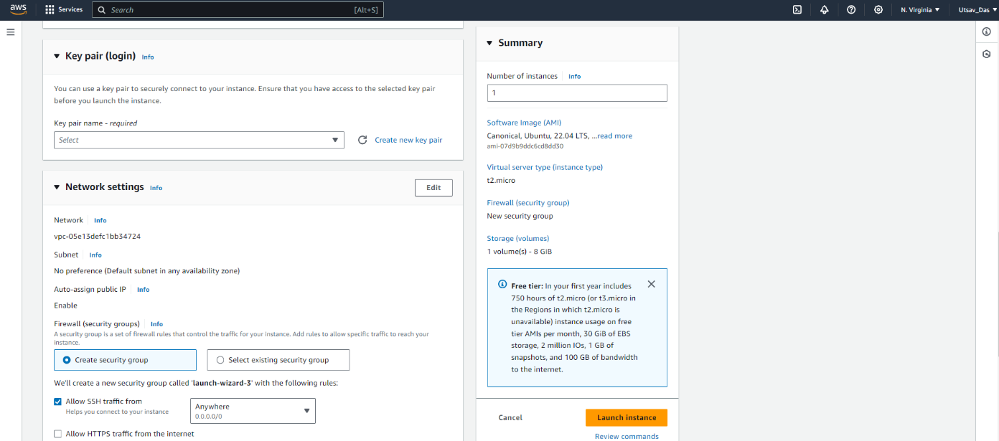 aws
Services
Search [Alt+S]
N. Virginia
Utsav_Das
Key pair (login) Info
You can use a key pair to securely connect to your instance. Ensure that you have access to the selected key pair
before you launch the instance.
Key pair name - required
Select
Create new key pair
Network settings Info
Edit
Network Info
vpc-05e13defc1bb34724
Subnet Info
No preference (Default subnet in any availability zone)
Auto-assign public IP Info
Enable
Firewall (security groups) Info
A security group is a set of firewall rules that control the traffic for your instance. Add rules to allow specific traffic to reach your
instance.
Create security group
Select existing security group
We'll create a new security group called 'launch-wizard-3' with the following rules:
Allow SSH traffic from
Helps you connect to your instance
Anywhere
0.0.0.0/0
Allow HTTPS traffic from the internet
Summary
Number of instances Info
1
Software Image (AMI)
Canonical, Ubuntu, 22.04 LTS, ...read more
ami-07d9b9ddc6cd8dd30
Virtual server type (instance type)
t2.micro
Firewall (security group)
New security group
Storage (volumes)
1 volume(s) - 8 GiB
Free tier: In your first year includes
750 hours of t2.micro (or t3.micro in
the Regions in which t2.micro is
unavailable) instance usage on free
tier AMIs per month, 30 GiB of EBS
storage, 2 million IOs, 1 GB of
snapshots, and 100 GB of bandwidth
to the internet.
Cancel
Launch instance
Review commands